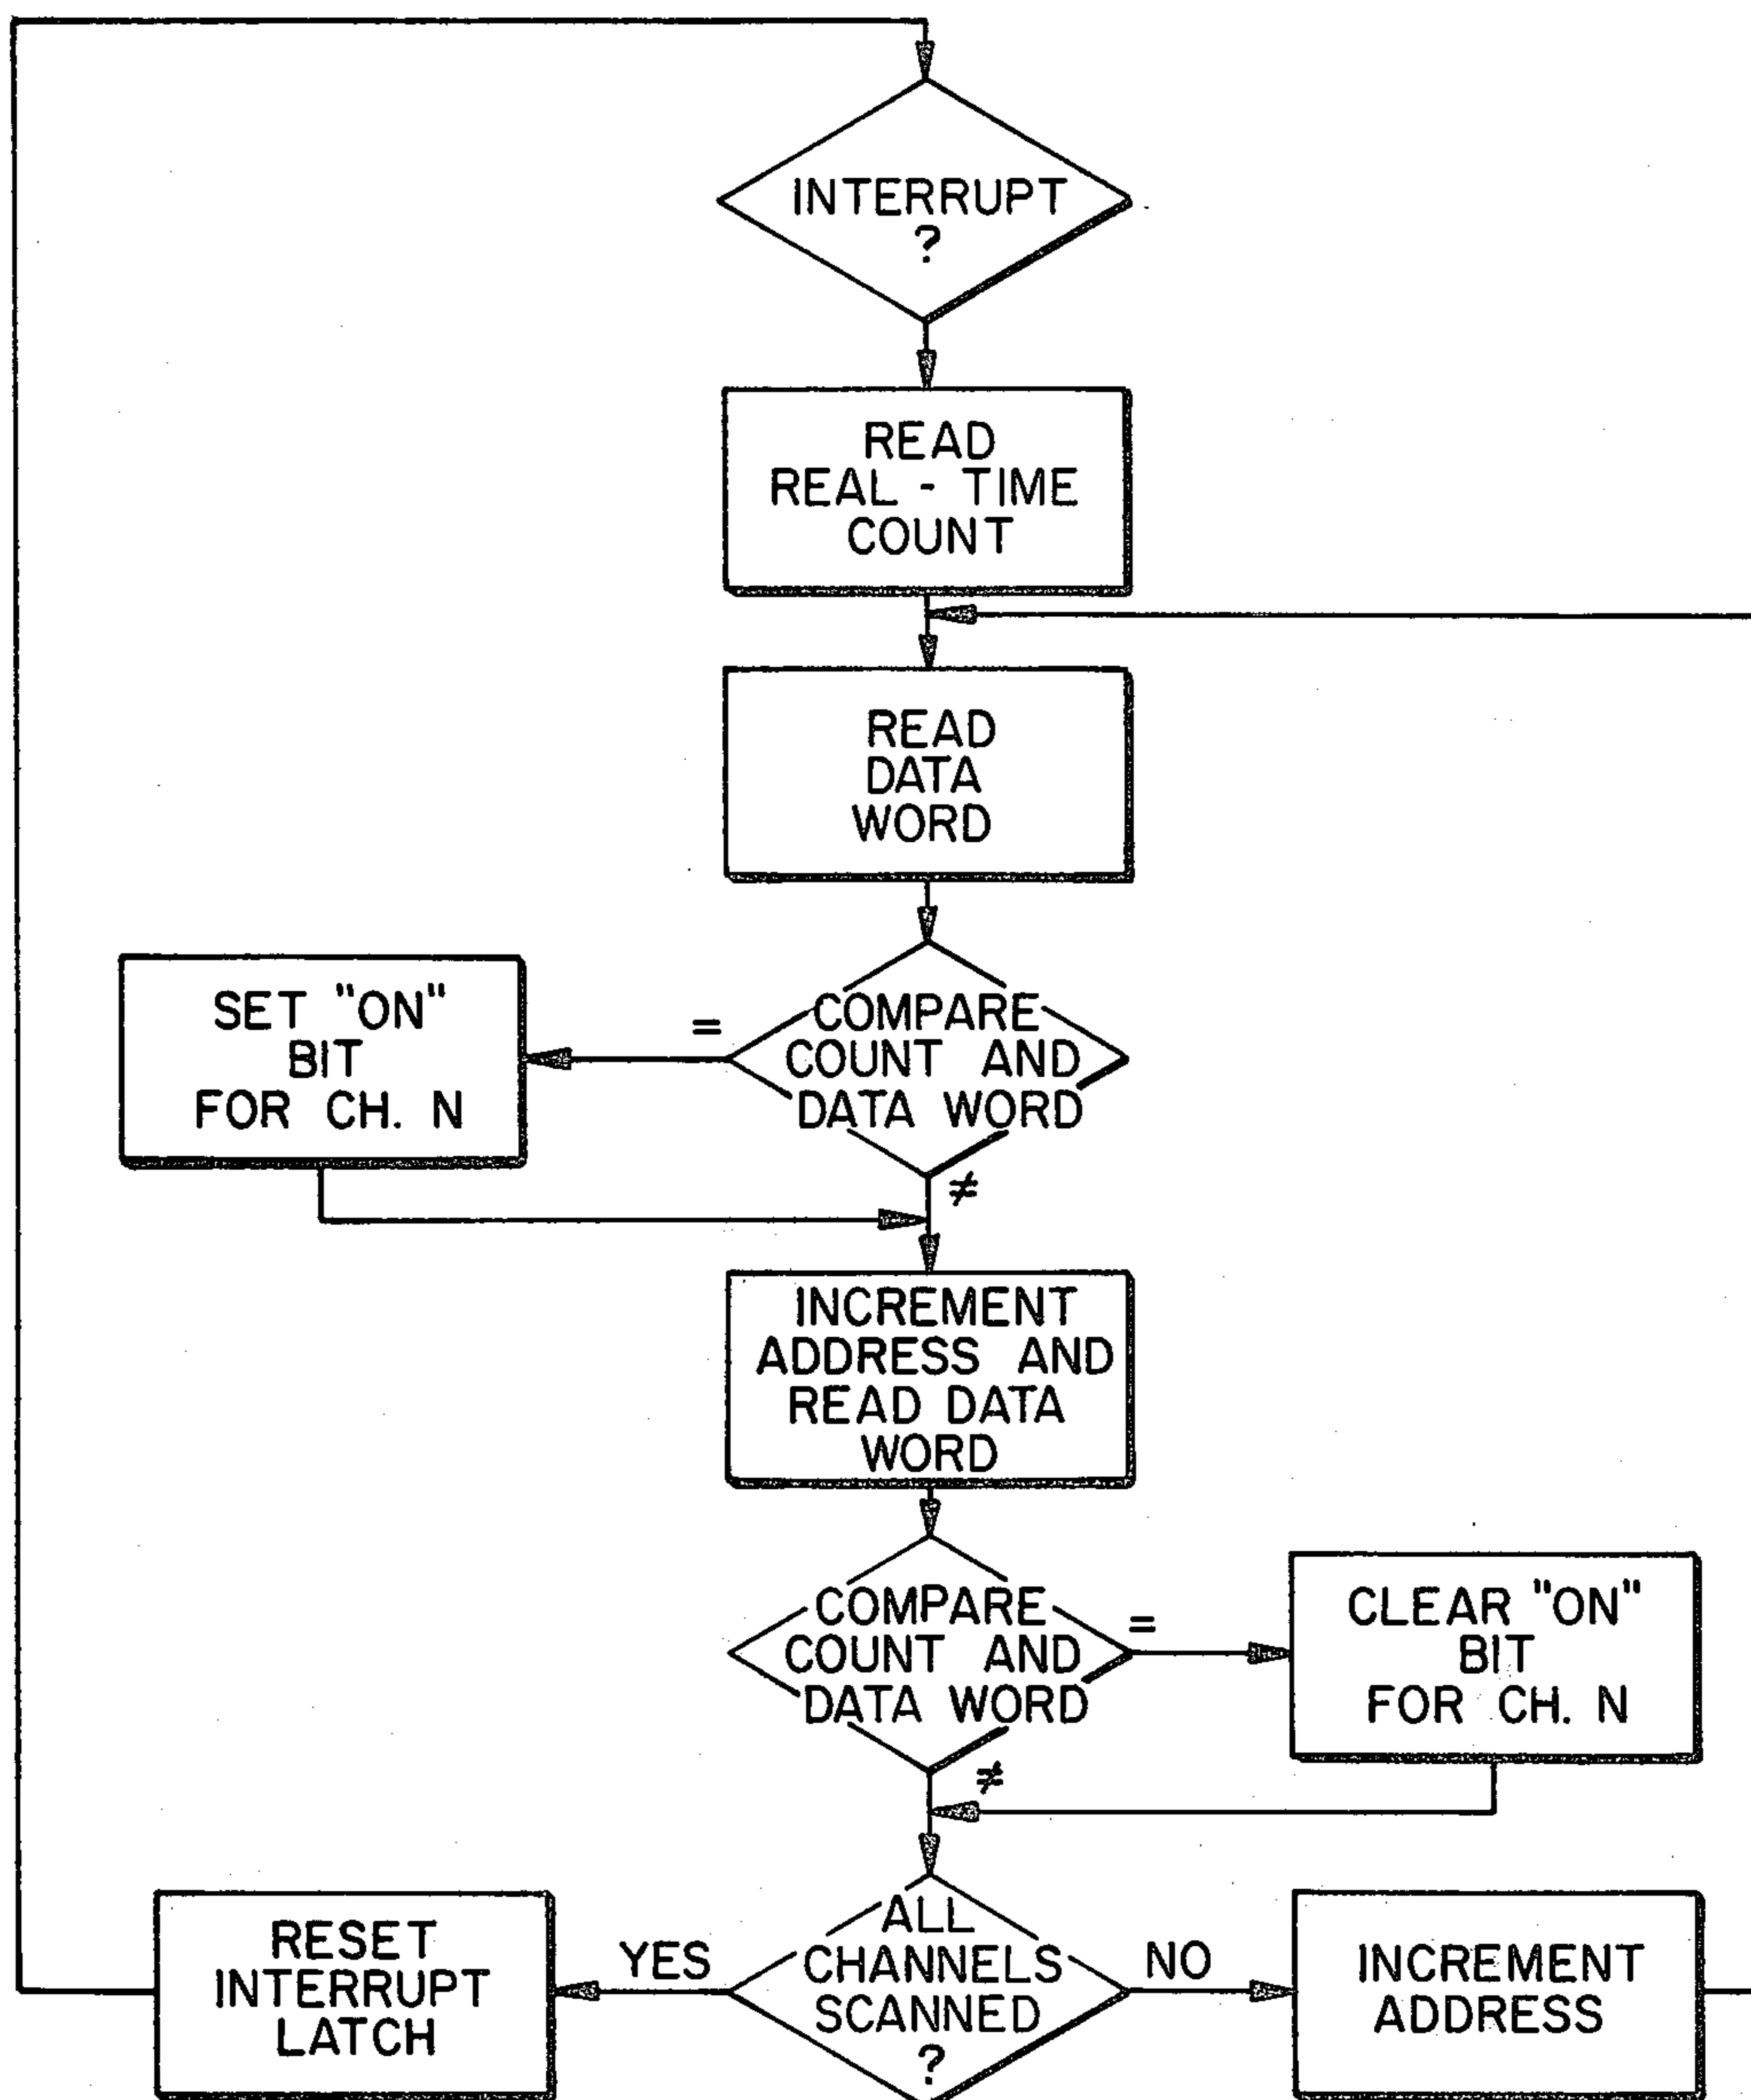 INTERRUPT
?
READ
REAL - TIME
COUNT
READ
DATA
WORD
SET "ON"
BIT
FOR CH. N
=
COMPARE
COUNT AND
DATA WORD
≠
INCREMENT
ADDRESS AND
READ DATA
WORD
COMPARE
COUNT AND
DATA WORD
=
CLEAR "ON"
BIT
FOR CH. N
≠
RESET
INTERRUPT
LATCH
YES
ALL
CHANNELS
SCANNED
?
NO
INCREMENT
ADDRESS